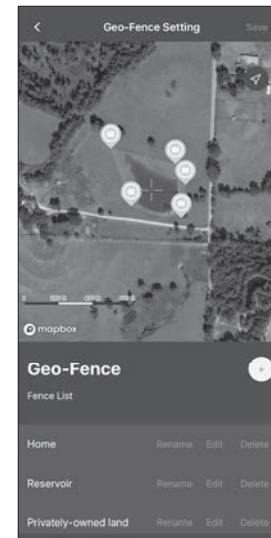 Geo-Fence Setting Save
mapbox
Geo-Fence
Fence List
Home Rename Edit Delete
Reservoir Rename Edit Delete
Privately-owned land Rename Edit Delete